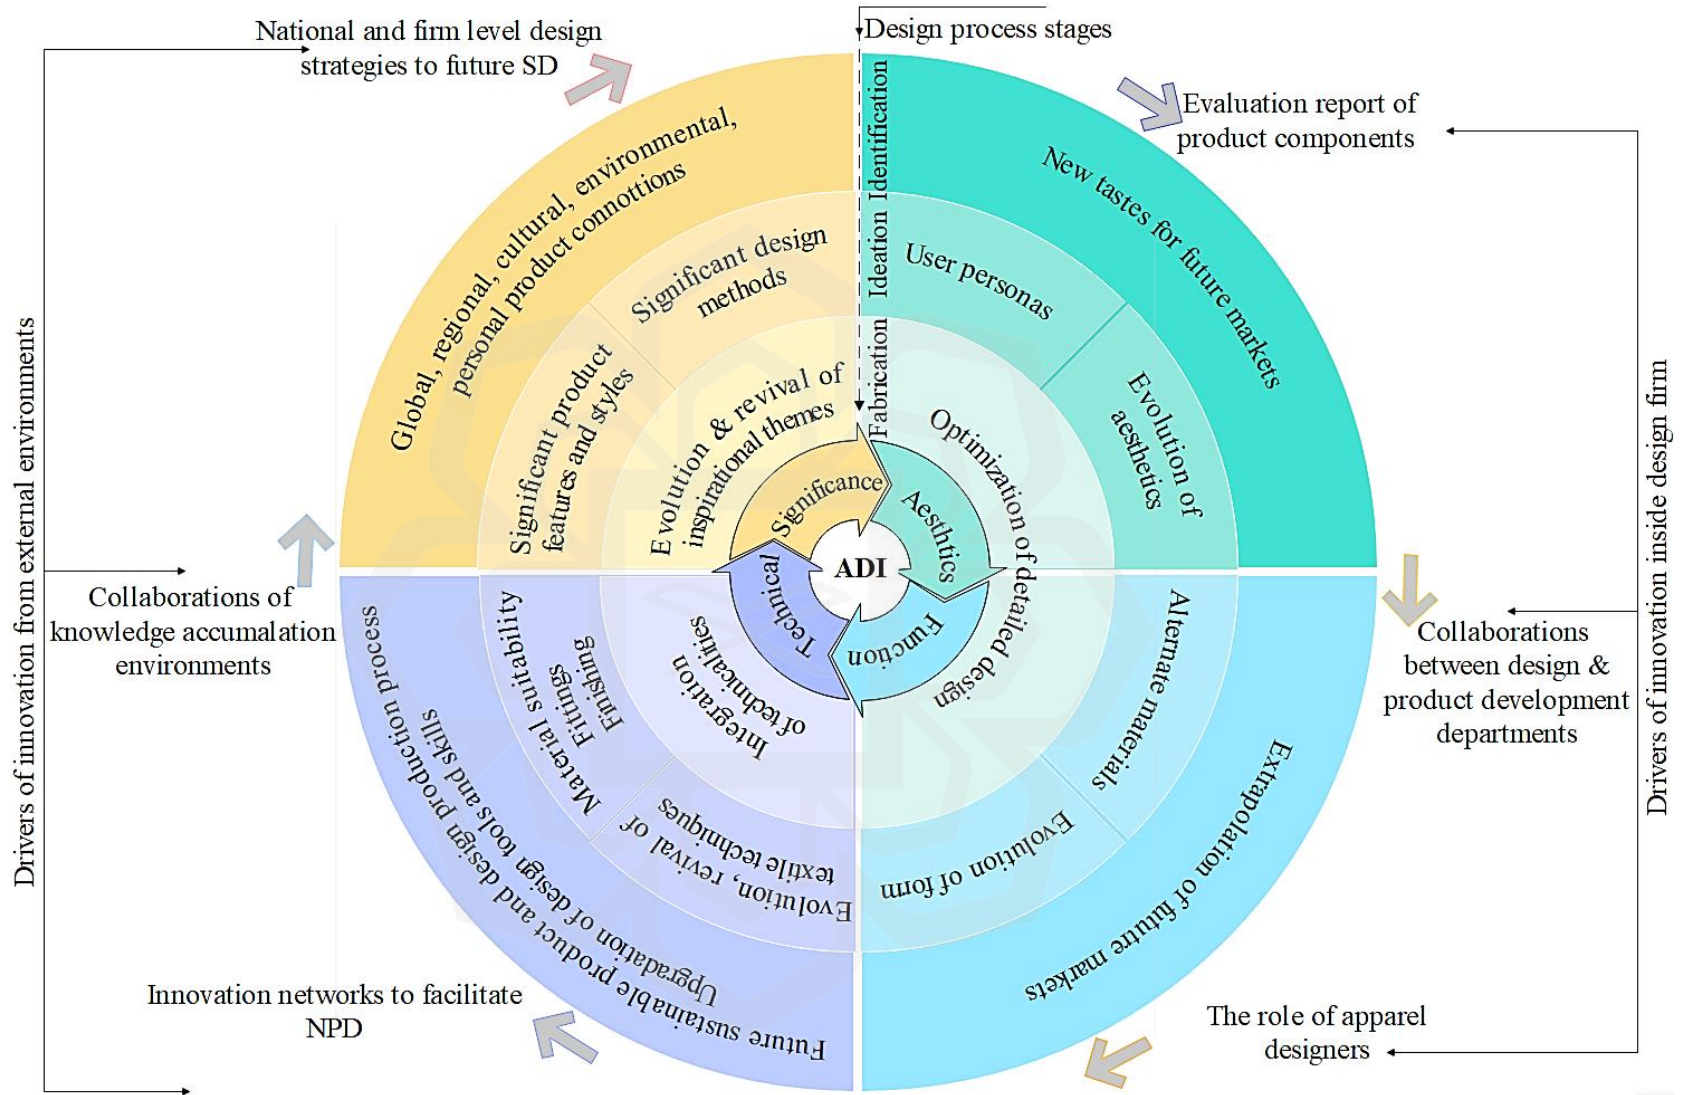 Design process stages
National and firm level design
strategies to future SD
Evaluation report of
product components
Identification
Ideation
Fabrication
Global, regional, cultural, environmental,
personal product connottions
Significant design
methods
Significant product
features and styles
Evolution & revival of
inspirational themes
New tastes for future markets
User personas
Evolution of
aesthetics
Optimization of detailed design
Significance
Aesthtics
Function
Technical
ADI
Drivers of innovation from external environments
Collaborations of
knowledge accumalation
environments
Drivers of innovation inside design firm
Collaborations
between design &
product development
departments
Alternate materials
Evolution of form
Extrapolation of future markets
Integration
of technicalities
Material suitability
Fittings
Finishing
Evolution, revival of
textile techniques
Upgradation of design tools and skills
Future sustainable product and design production process
Innovation networks to facilitate
NPD
The role of apparel
designers